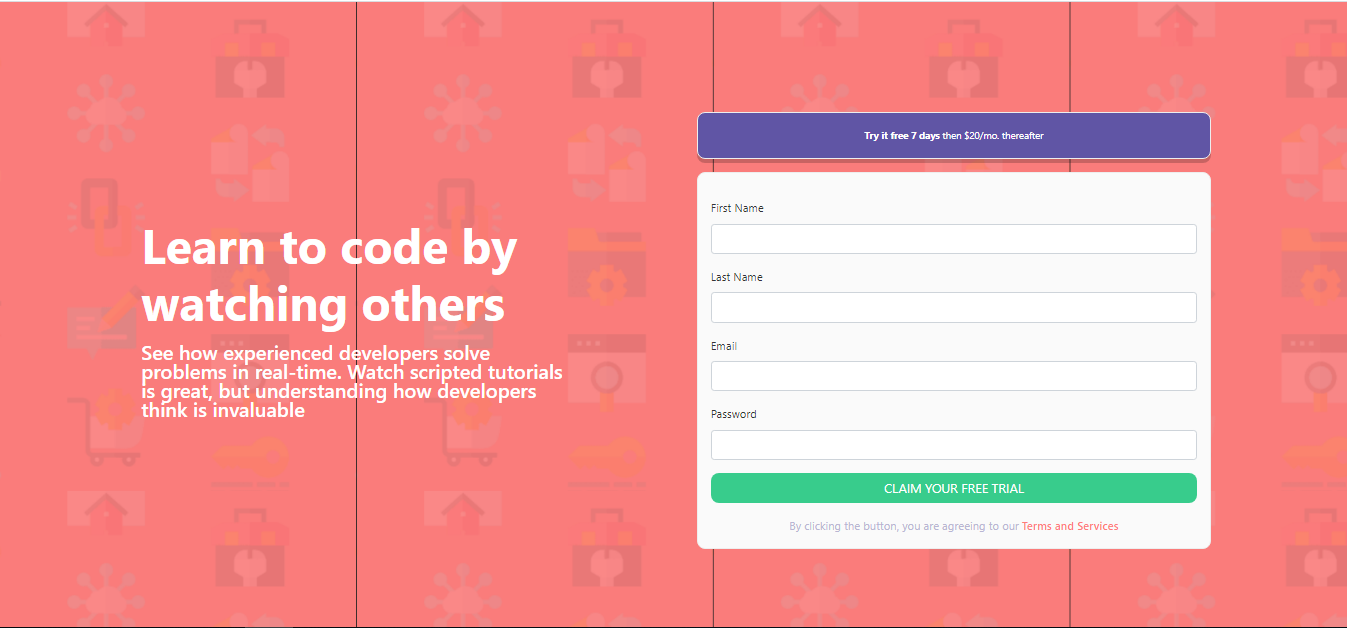 Learn to code by
watching others
See how experienced developers solve
problems in real-time. Watch scripted tutorials
is great, but understanding how developers
think is invaluable
Try it free 7 days then $20/mo. thereafter
First Name
Last Name
Email
Password
CLAIM YOUR FREE TRIAL
By clicking the button, you are agreeing to our Terms and Services